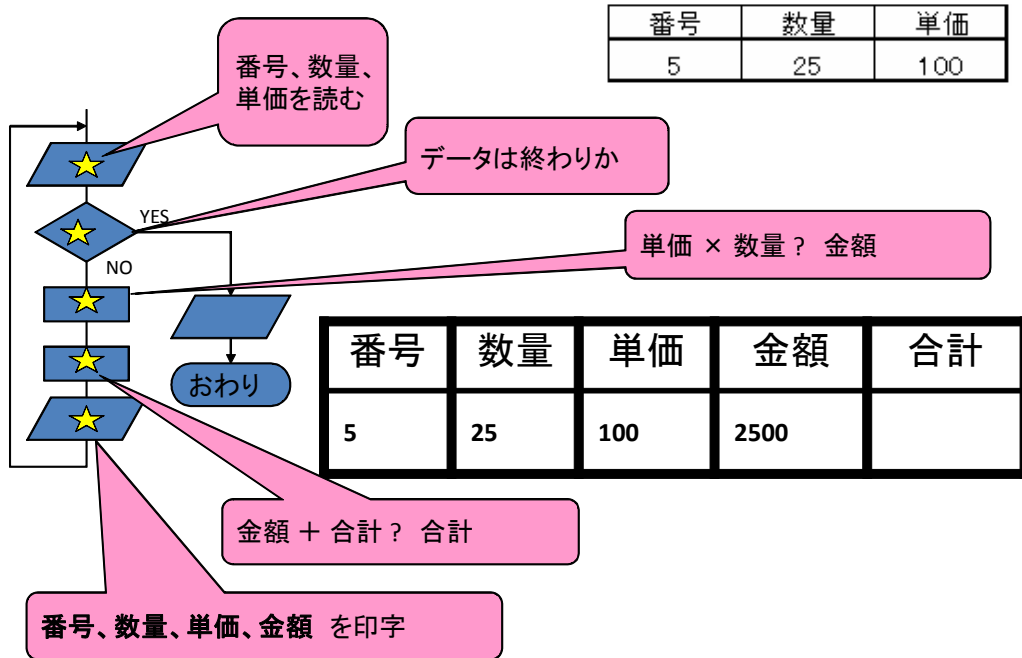 番号 数量 単価
5 25 100
番号、数量、
単価を読む
データは終わりか
YES
単価 × 数量? 金額
NO
番号 数量 単価 金額 合計
5 25 100 2500
おわり
金額 + 合計? 合計
番号、数量、単価、金額 を印字